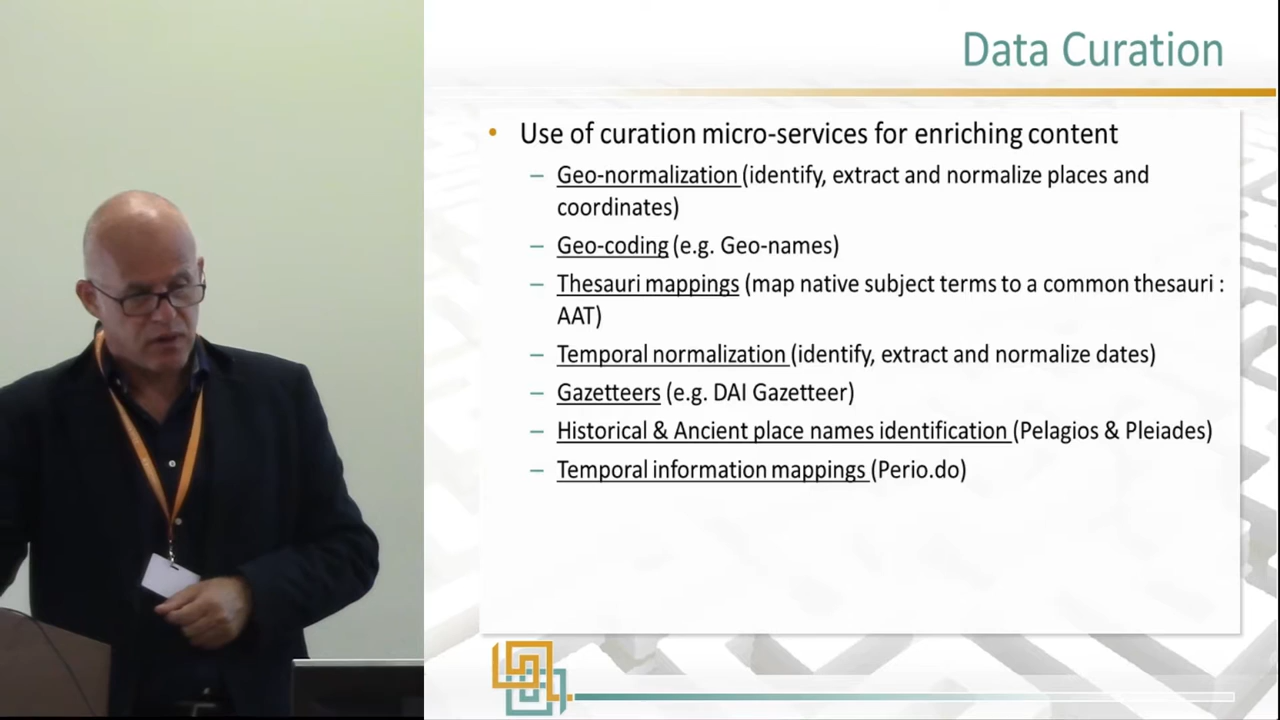 Data Curation
• Use of curation micro-services for enriching content
– Geo-normalization (identify, extract and normalize places and
coordinates)
– Geo-coding (e.g. Geo-names)
– Thesauri mappings (map native subject terms to a common thesauri :
AAT)
– Temporal normalization (identify, extract and normalize dates)
– Gazetteers (e.g. DAI Gazetteer)
– Historical & Ancient place names identification (Pelagios & Pleiades)
– Temporal information mappings (Perio.do)